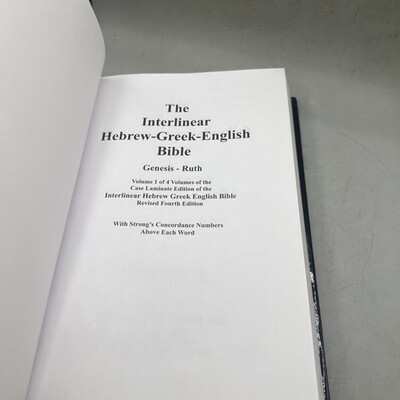 The
Interlinear
Hebrew-Greek-English
Bible
Genesis - Ruth
Volume 1 of 4 Volumes of the
Case Laminate Edition of the
Interlinear Hebrew Greek English Bible
Revised Fourth Edition
With Strong's Concordance Numbers
Above Each Word